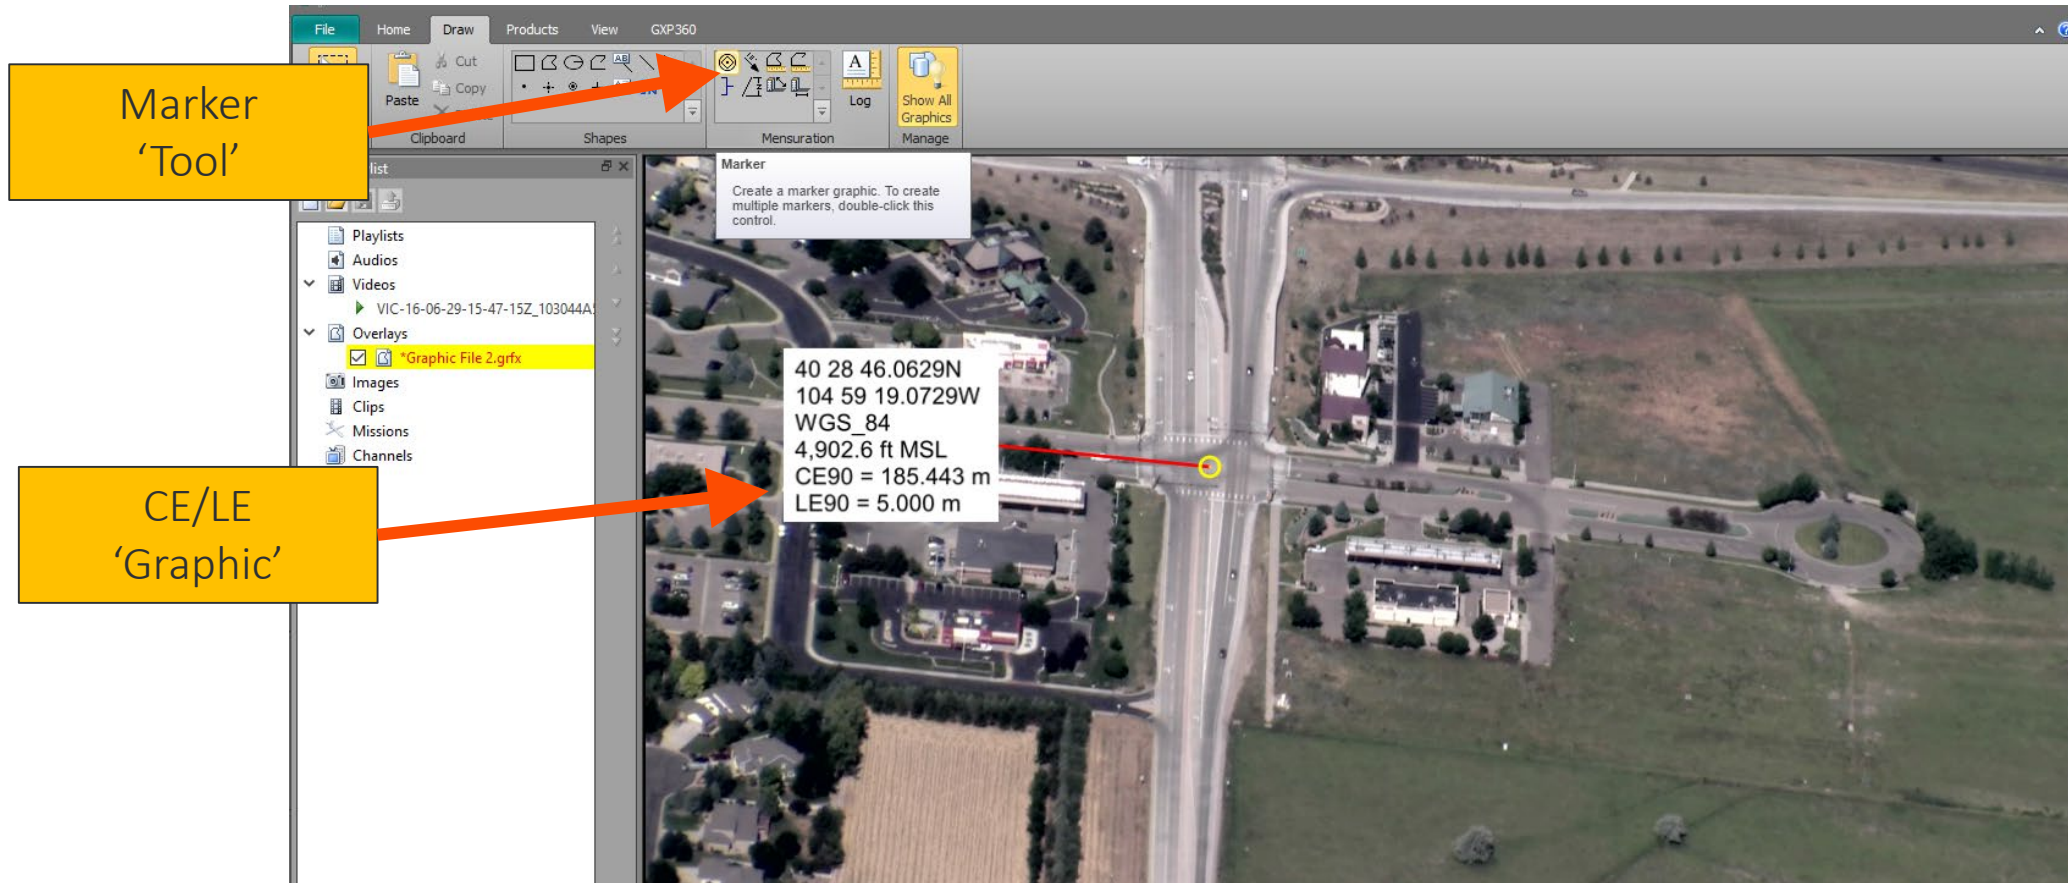 File Home Draw Products View GXP360
Cut
Copy
Paste
Clipboard
Shapes
AB
A
Log
Mensuration
Show All
Graphics
Manage
Marker
‘Tool’
Marker
Create a marker graphic. To create
multiple markers, double-click this
control.
list
Playlists
Audios
Videos
VIC-16-06-29-15-47-15Z_103044A
Overlays
*Graphic File 2.grfx
Images
Clips
Missions
Channels
40 28 46.0629N
104 59 19.0729W
WGS_84
4,902.6 ft MSL
CE90 = 185.443 m
LE90 = 5.000 m
CE/LE
‘Graphic’